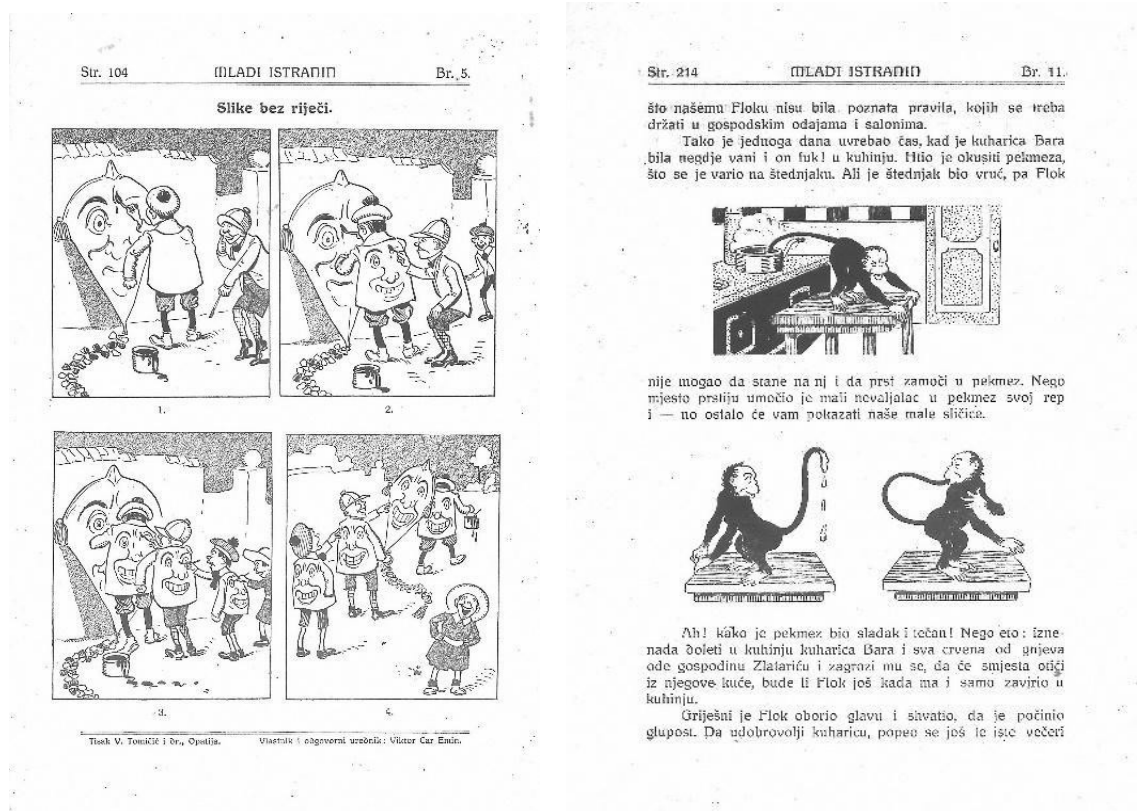 Str. 104 MLADI ISTRANIN Br. 5.
Slike bez riječi.
1. 2.
3. 4.
Tisak V. Tomičić i dr., Opatija. Vlastnik i odgovorni urednik: Viktor Car Emin.
Str. 214 MLADI ISTRANIN Br. 11.
što našemu Floku nisu bila poznata pravila, kojih se treba
držati u gospodskim odajama i salonima.
Tako je jednoga dana uvrebao čas, kad je kuharica Bara
bila negdje vani i on fuk! u kuhinju. Htio je okusiti pekmeza,
što se je vario na štednjaku. Ali je štednjak bio vruć, pa Flok
nije mogao da stane na nj i da prst zamoči u pekmez. Nego
mjesto prstiju umočio je mali nevaljalac u pekmez svoj rep
i — no ostalo će vam pokazati naše male sličice.
Ah! kako je pekmez bio sladak i tečan! Nego eto: izne-
nada doleti u kuhinju kuharica Bara i sva crvena od gnjeva
ode gospodinu Zlatariću i zagrozi mu se, da će smjesta otići
iz njegove kuće, bude li Flok još kada ma i samo zavirio u
kuhinju.
Griješni je Flok oborio glavu i shvatio, da je počinio
glupost. Da udobrovolji kuharicu, popeo se još te iste večeri